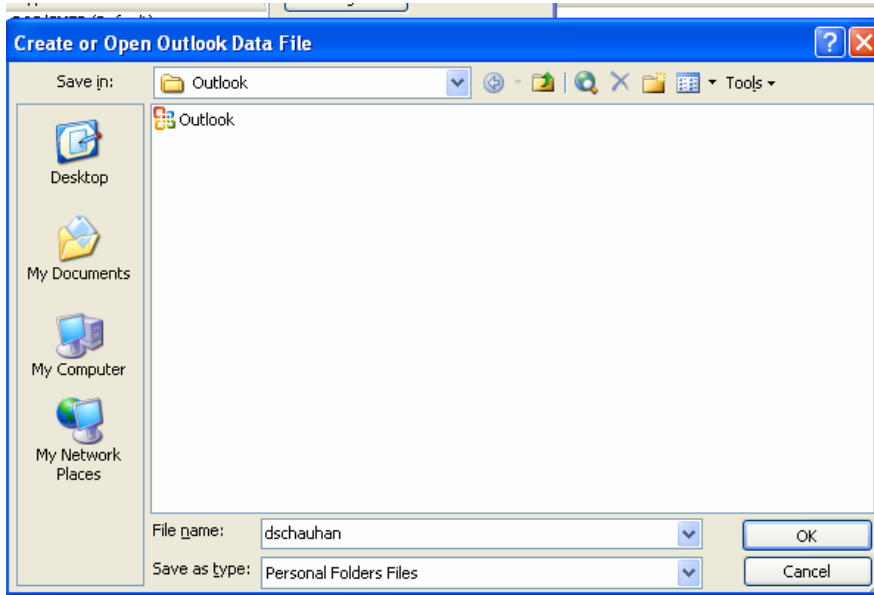 Create or Open Outlook Data File
Save in:
Outlook
Tools
Outlook
Desktop
My Documents
My Computer
My Network
Places
File name:
dschauhan
OK
Save as type:
Personal Folders Files
Cancel